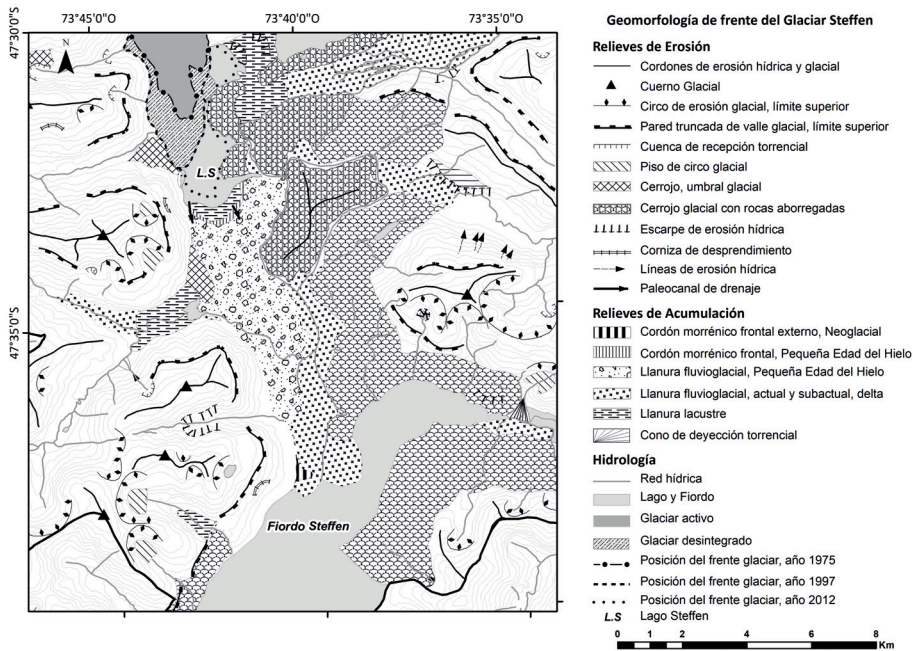 73°45'0"O
73°40'0"O
73°35'0"O
47°30'0"S
47°35'0"S
N
L.S
Fiordo Steffen
Geomorfología de frente del Glaciar Steffen
Relieves de Erosión
Cordones de erosión hídrica y glacial
Cuerno Glacial
Circo de erosión glacial, límite superior
Pared truncada de valle glacial, límite superior
Cuenca de recepción torrencial
Piso de circo glacial
Cerrojo, umbral glacial
Cerrojo glacial con rocas aborregadas
Escarpe de erosión hídrica
Corniza de desprendimiento
Líneas de erosión hídrica
Paleocanal de drenaje
Relieves de Acumulación
Cordón morrénico frontal externo, Neoglacial
Cordón morrénico frontal, Pequeña Edad del Hielo
Llanura fluvioglacial, Pequeña Edad del Hielo
Llanura fluvioglacial, actual y subactual, delta
Llanura lacustre
Cono de deyección torrencial
Hidrología
Red hídrica
Lago y Fiordo
Glaciar activo
Glaciar desintegrado
Posición del frente glaciar, año 1975
Posición del frente glaciar, año 1997
Posición del frente glaciar, año 2012
L.S Lago Steffen
0 1 2 4 6 8
Km